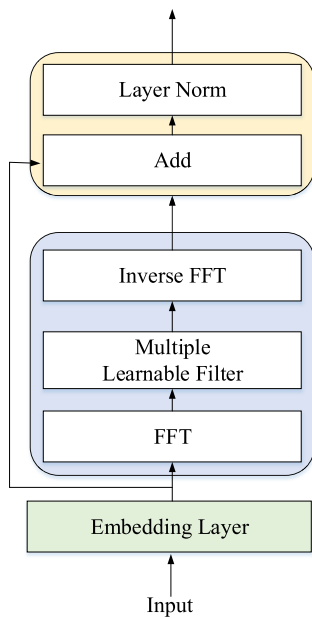 Layer Norm
Add
Inverse FFT
Multiple
Learnable Filter
FFT
Embedding Layer
Input